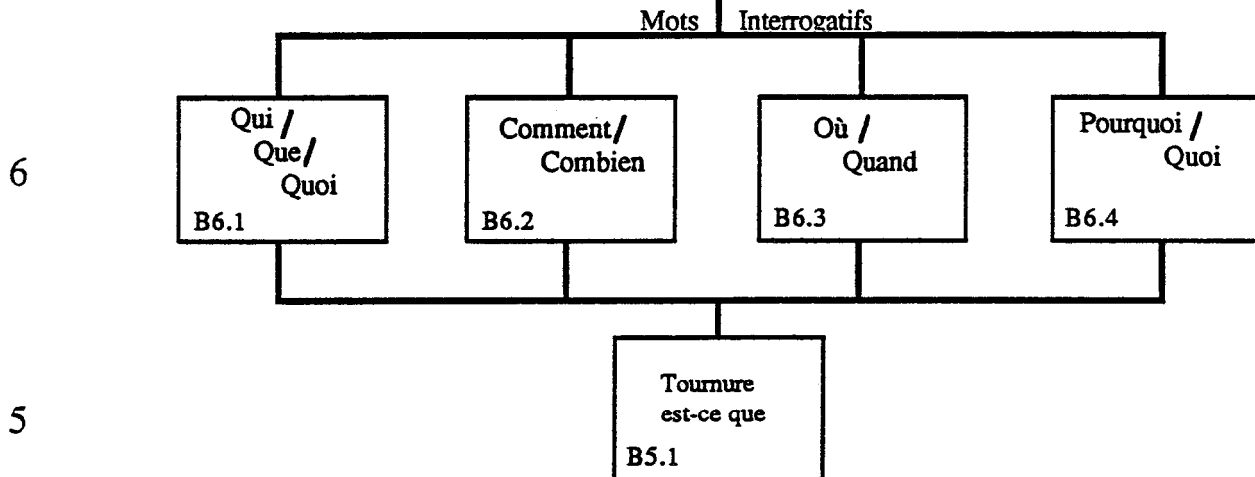 Mots Interrogatifs
6
Qui /
Que /
Quoi
B6.1
Comment /
Combien
B6.2
Où /
Quand
B6.3
Pourquoi /
Quoi
B6.4
5
Tournure
est-ce que
B5.1